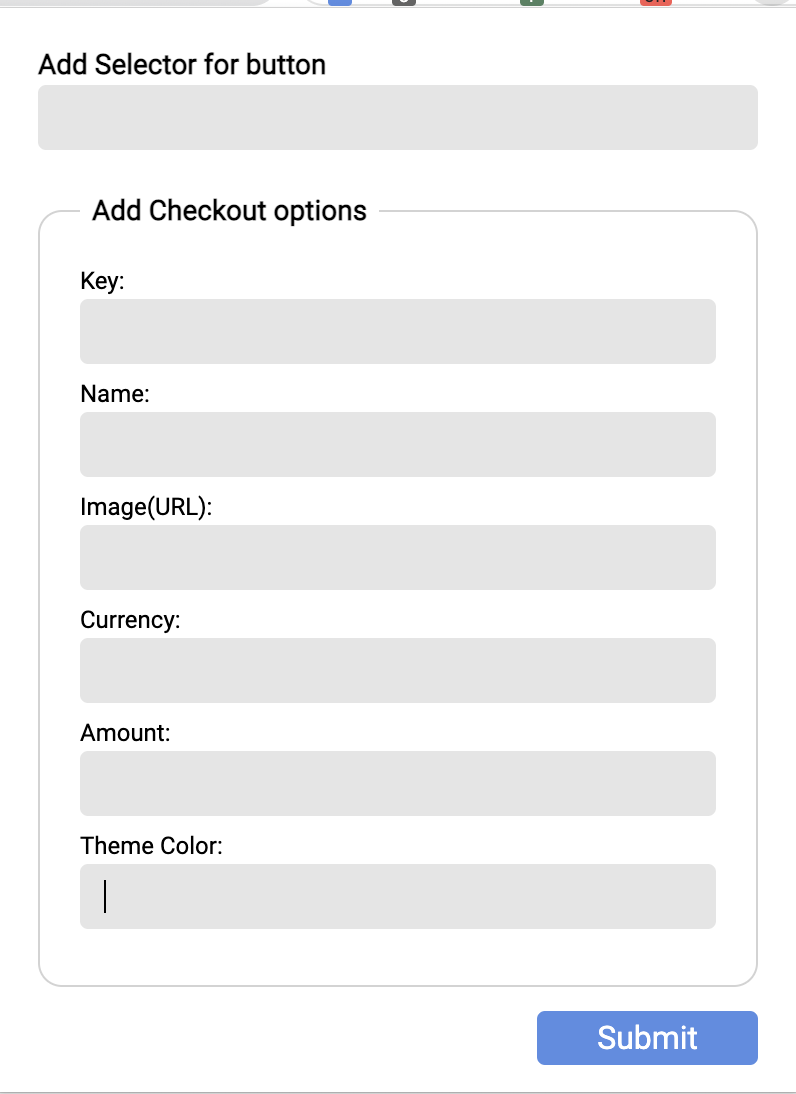 Add Selector for button
Add Checkout options
Key:
Name:
Image(URL):
Currency:
Amount:
Theme Color:
Submit